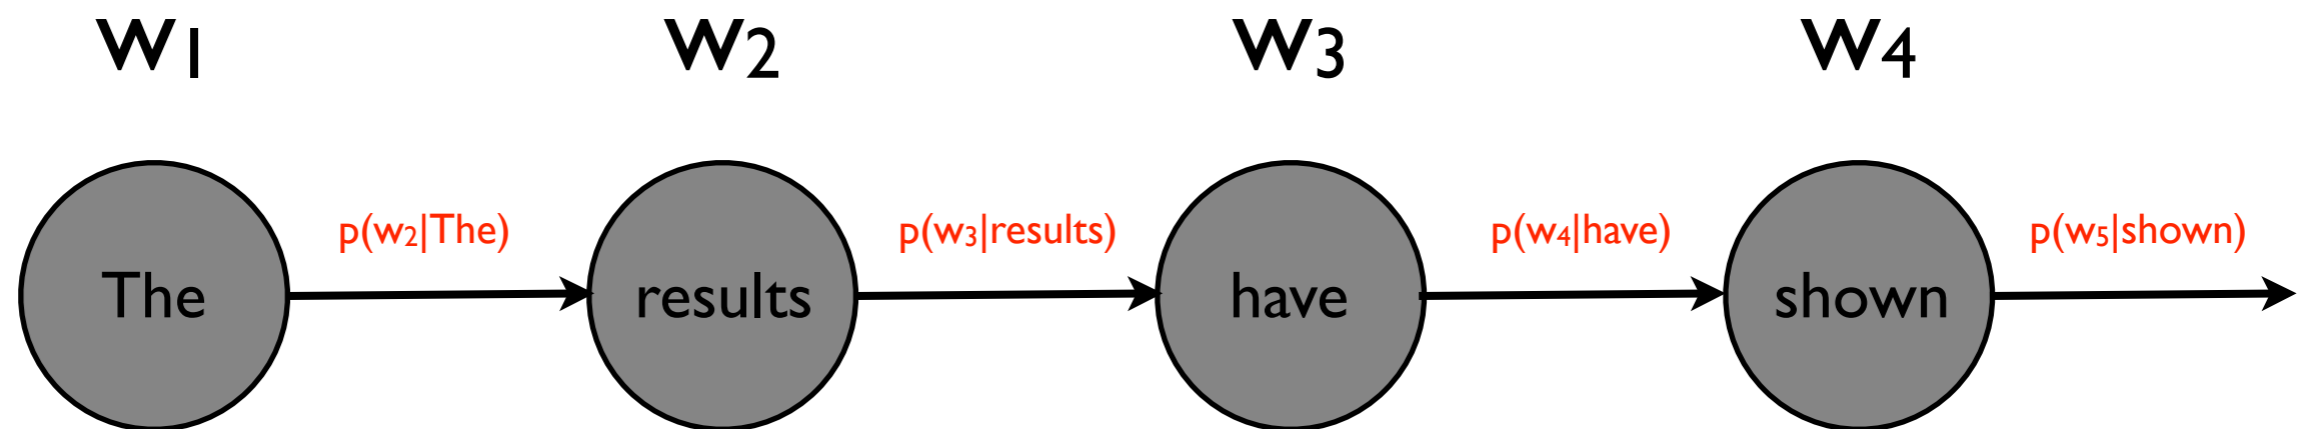 w₁ w₂ w₃ w₄
p(w₂|The) p(w₃|results) p(w₄|have) p(w₅|shown)
The results have shown